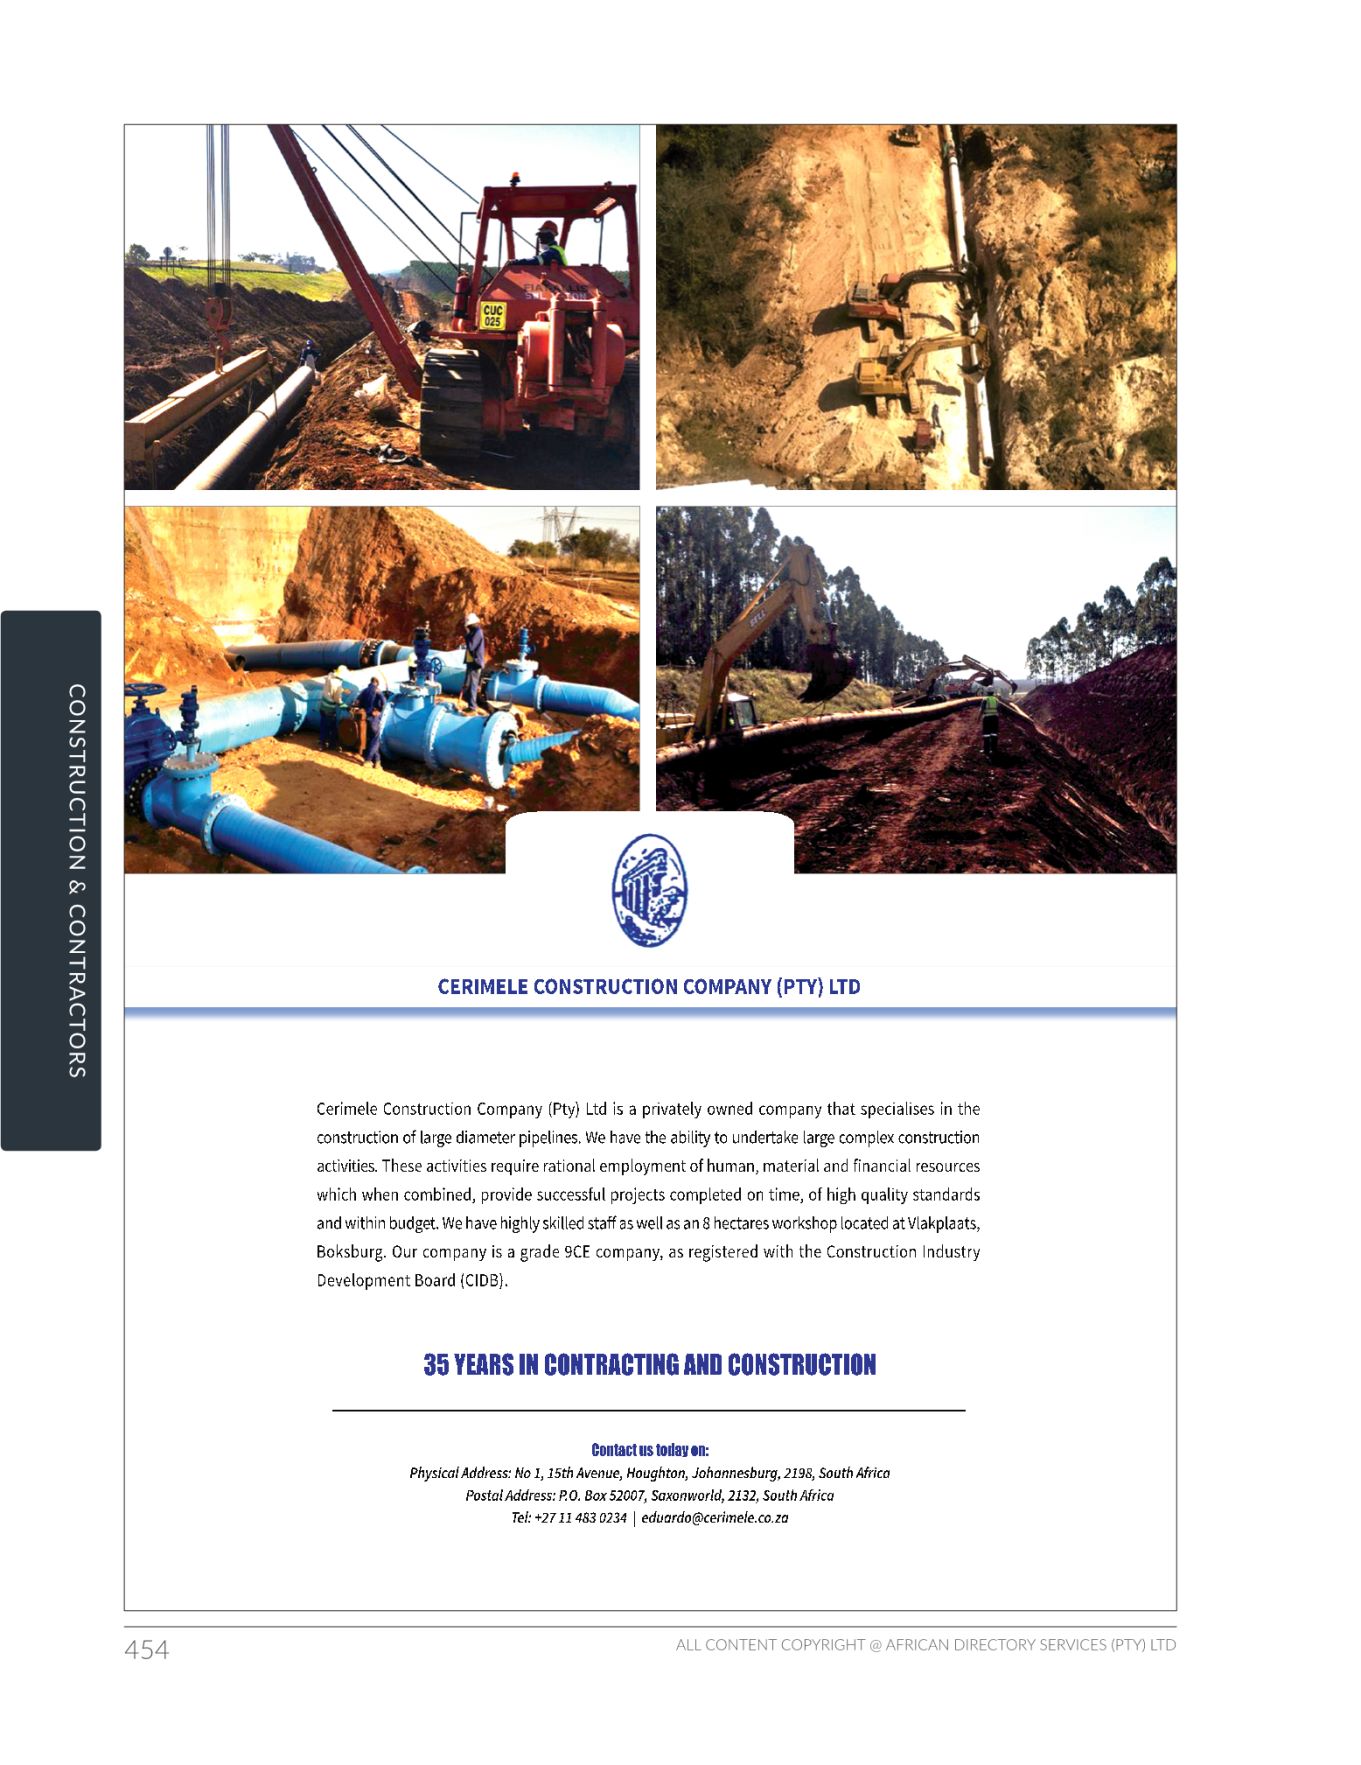 CUC
025
CONSTRUCTION & CONTRACTORS
CERIMELE CONSTRUCTION COMPANY (PTY) LTD
Cerimele Construction Company (Pty) Ltd is a privately owned company that specialises in the
construction of large diameter pipelines. We have the ability to undertake large complex construction
activities. These activities require rational employment of human, material and financial resources
which when combined, provide successful projects completed on time, of high quality standards
and within budget. We have highly skilled staff as well as an 8 hectares workshop located at Vlakplaats,
Boksburg. Our company is a grade 9CE company, as registered with the Construction Industry
Development Board (CIDB).
35 YEARS IN CONTRACTING AND CONSTRUCTION
Contact us today on:
Physical Address: No 1, 15th Avenue, Houghton, Johannesburg, 2198, South Africa
Postal Address: P.O. Box 52007, Saxonworld, 2132, South Africa
Tel: +27 11 483 0234 | eduardo@cerimele.co.za
454
ALL CONTENT COPYRIGHT @ AFRICAN DIRECTORY SERVICES (PTY) LTD